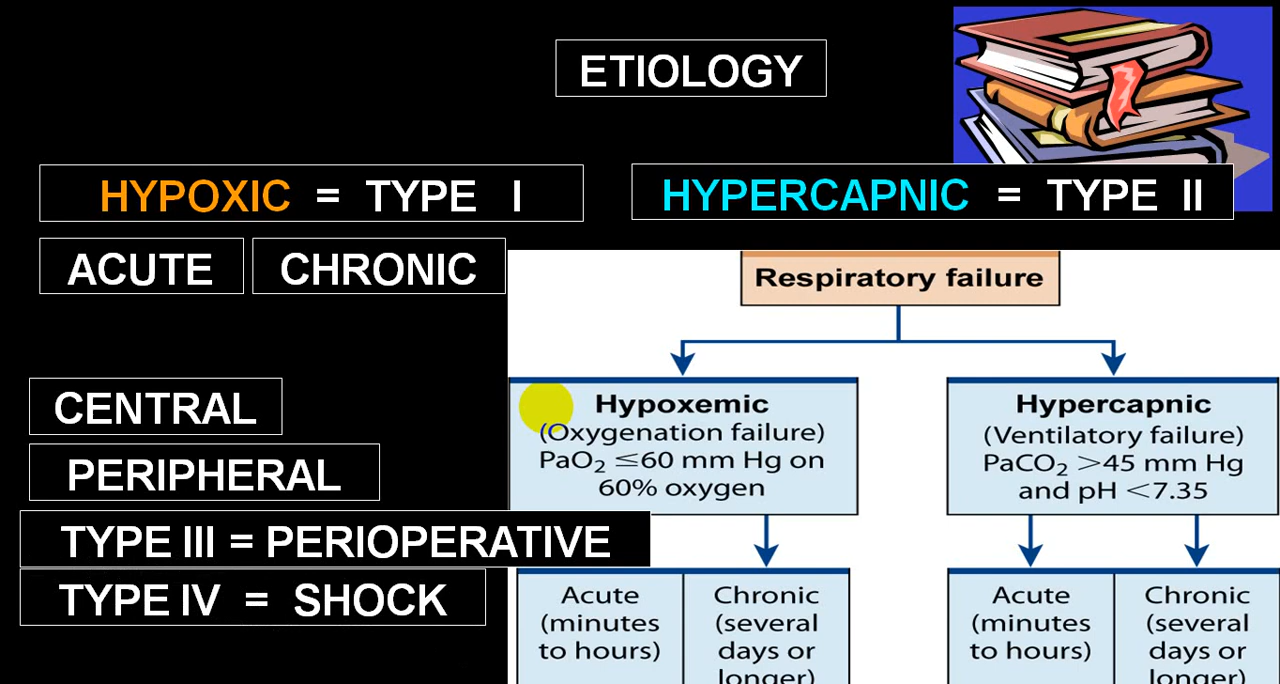 ETIOLOGY
HYPOXIC = TYPE I
HYPERCAPNIC = TYPE II
ACUTE
CHRONIC
CENTRAL
PERIPHERAL
TYPE III = PERIOPERATIVE
TYPE IV = SHOCK
Respiratory failure
Hypoxemic
(Oxygenation failure)
PaO₂ ≤60 mm Hg on
60% oxygen
Hypercapnic
(Ventilatory failure)
PaCO₂ >45 mm Hg
and pH <7.35
Acute
(minutes
to hours)
Chronic
(several
days or
longer)
Acute
(minutes
to hours)
Chronic
(several
days or
longer)